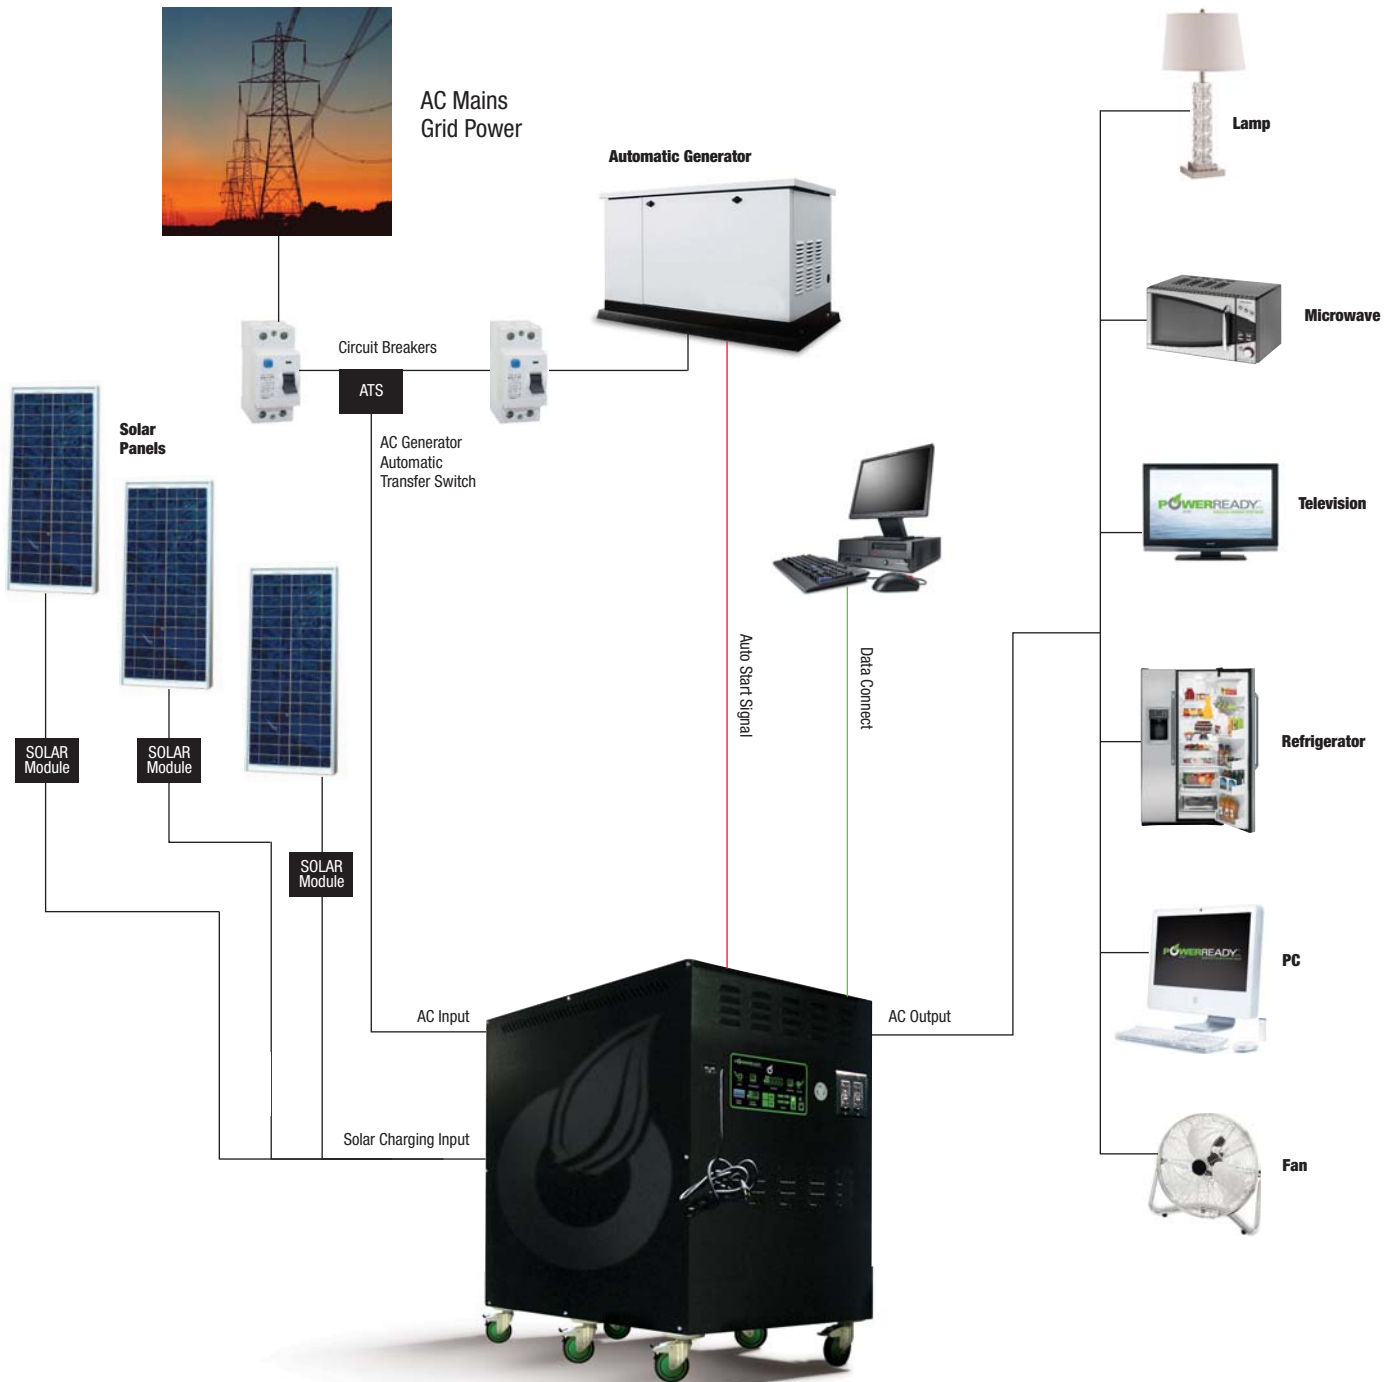 AC Mains
Grid Power
Automatic Generator
Lamp
Microwave
Circuit Breakers
ATS
Solar
Panels
AC Generator
Automatic
Transfer Switch
POWERREADY
Television
Auto Start Signal
Data Connect
Refrigerator
SOLAR
Module
SOLAR
Module
SOLAR
Module
POWERREADY
PC
AC Input
AC Output
POWERREADY
Solar Charging Input
Fan